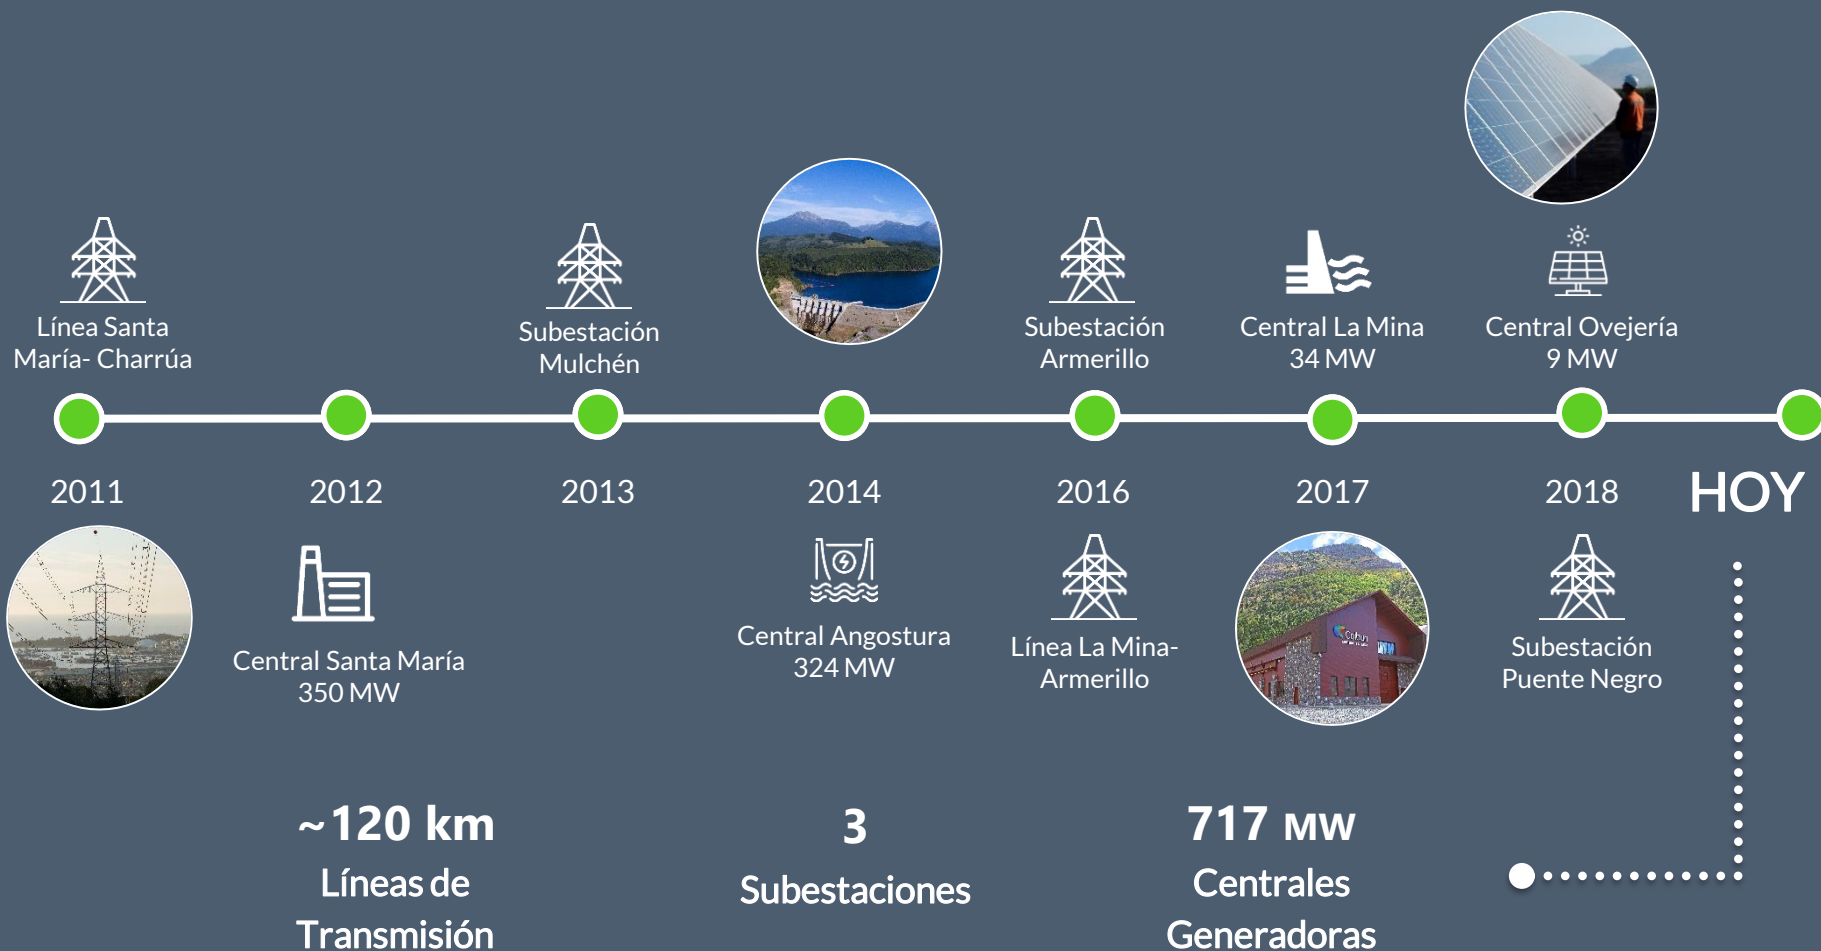 Línea Santa
María- Charrúa
Subestación
Mulchén
Subestación
Armerillo
Central La Mina
34 MW
Central Ovejería
9 MW
2011
2012
2013
2014
2016
2017
2018
HOY
Central Santa María
350 MW
Central Angostura
324 MW
Línea La Mina-
Armerillo
Colbún
Subestación
Puente Negro
~120 km
Líneas de
Transmisión
3
Subestaciones
717 MW
Centrales
Generadoras